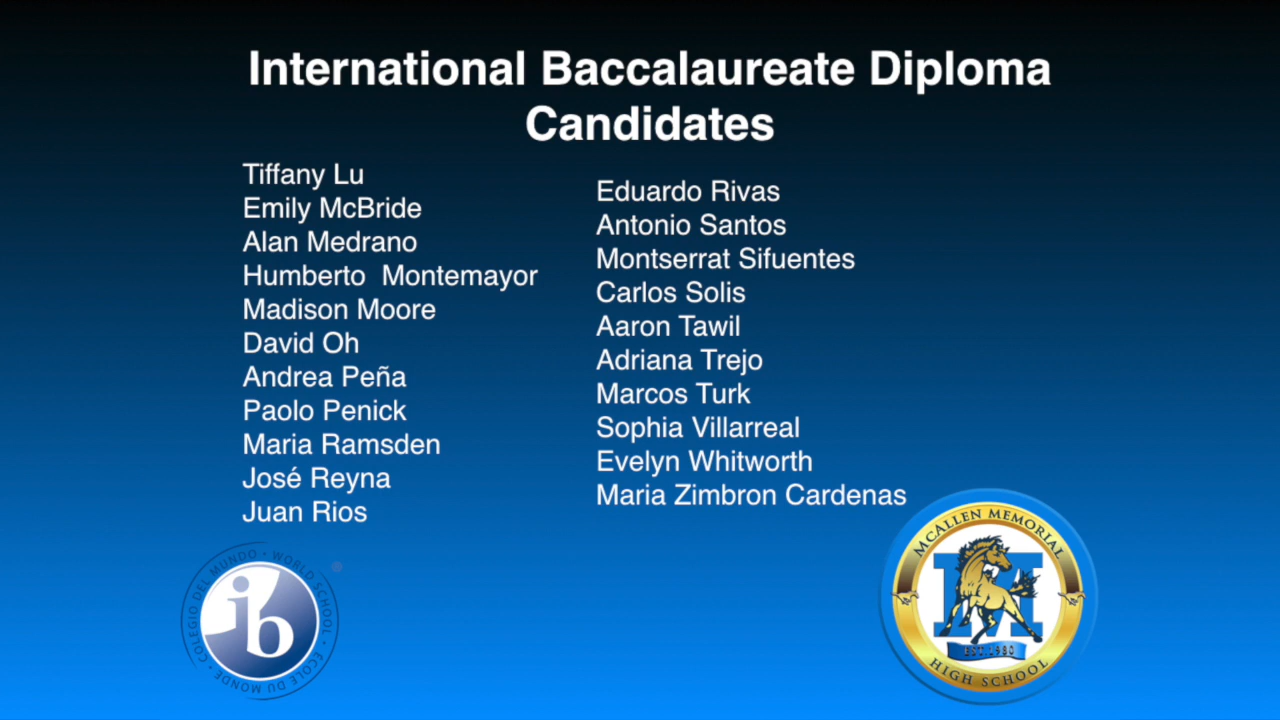 International Baccalaureate Diploma
Candidates
Tiffany Lu
Emily McBride
Alan Medrano
Humberto  Montemayor
Madison Moore
David Oh
Andrea Peña
Paolo Penick
Maria Ramsden
José Reyna
Juan Rios
Eduardo Rivas
Antonio Santos
Montserrat Sifuentes
Carlos Solis
Aaron Tawil
Adriana Trejo
Marcos Turk
Sophia Villarreal
Evelyn Whitworth
Maria Zimbron Cardenas
COLEGIO DEL MUNDO · WORLD SCHOOL · ÉCOLE DU MONDE ·
ib
MCALLEN MEMORIAL
M
EST. 1980
HIGH SCHOOL